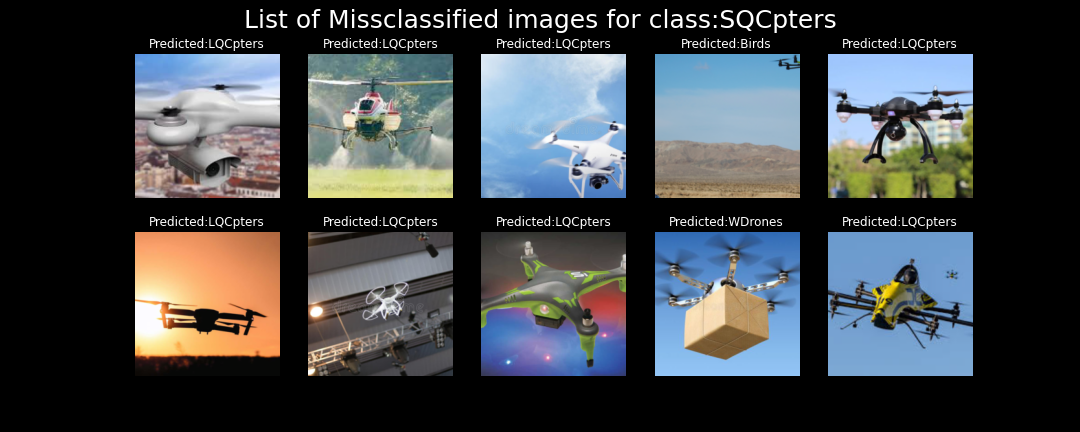 List of Missclassified images for class:SQCpters
Predicted:LQCpters
Predicted:LQCpters
Predicted:LQCpters
Predicted:Birds
Predicted:LQCpters
Predicted:LQCpters
Predicted:LQCpters
Predicted:LQCpters
Predicted:WDrones
Predicted:LQCpters